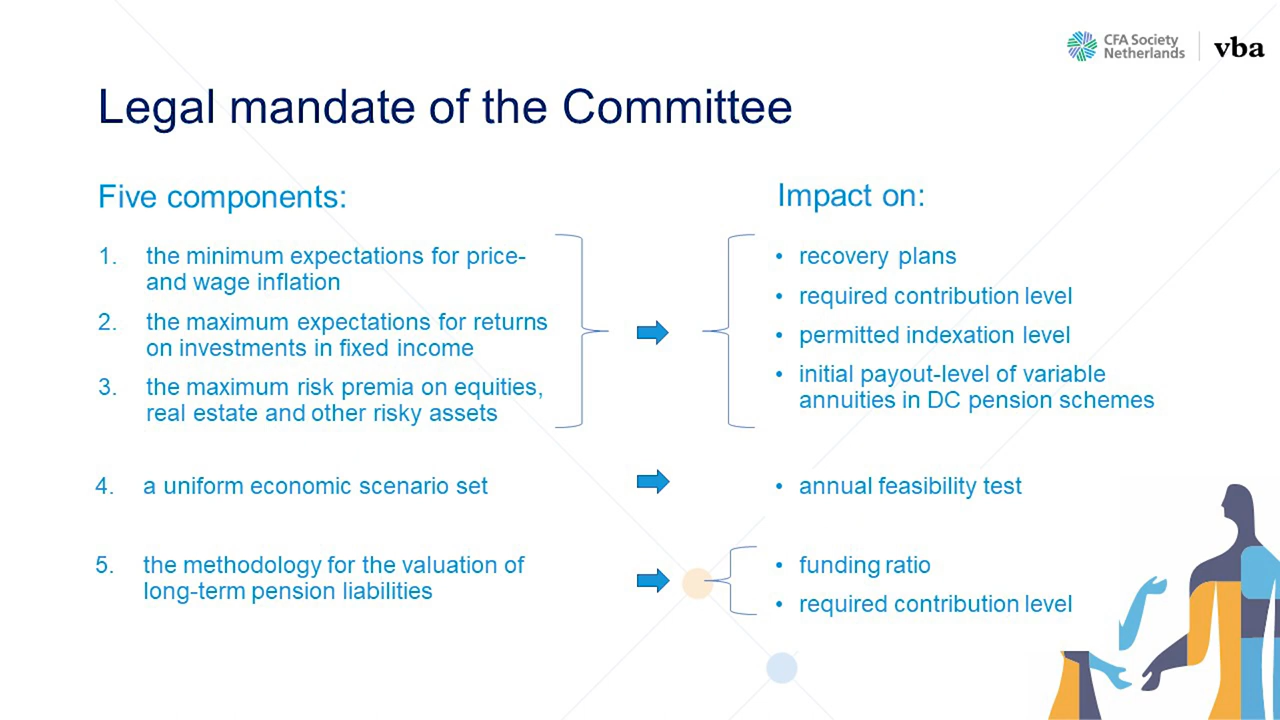 CFA Society
Netherlands
vba
Legal mandate of the Committee
Five components:
Impact on:
1. the minimum expectations for price-
and wage inflation
2. the maximum expectations for returns
on investments in fixed income
3. the maximum risk premia on equities,
real estate and other risky assets
• recovery plans
• required contribution level
• permitted indexation level
• initial payout-level of variable
annuities in DC pension schemes
4. a uniform economic scenario set
• annual feasibility test
5. the methodology for the valuation of
long-term pension liabilities
• funding ratio
• required contribution level